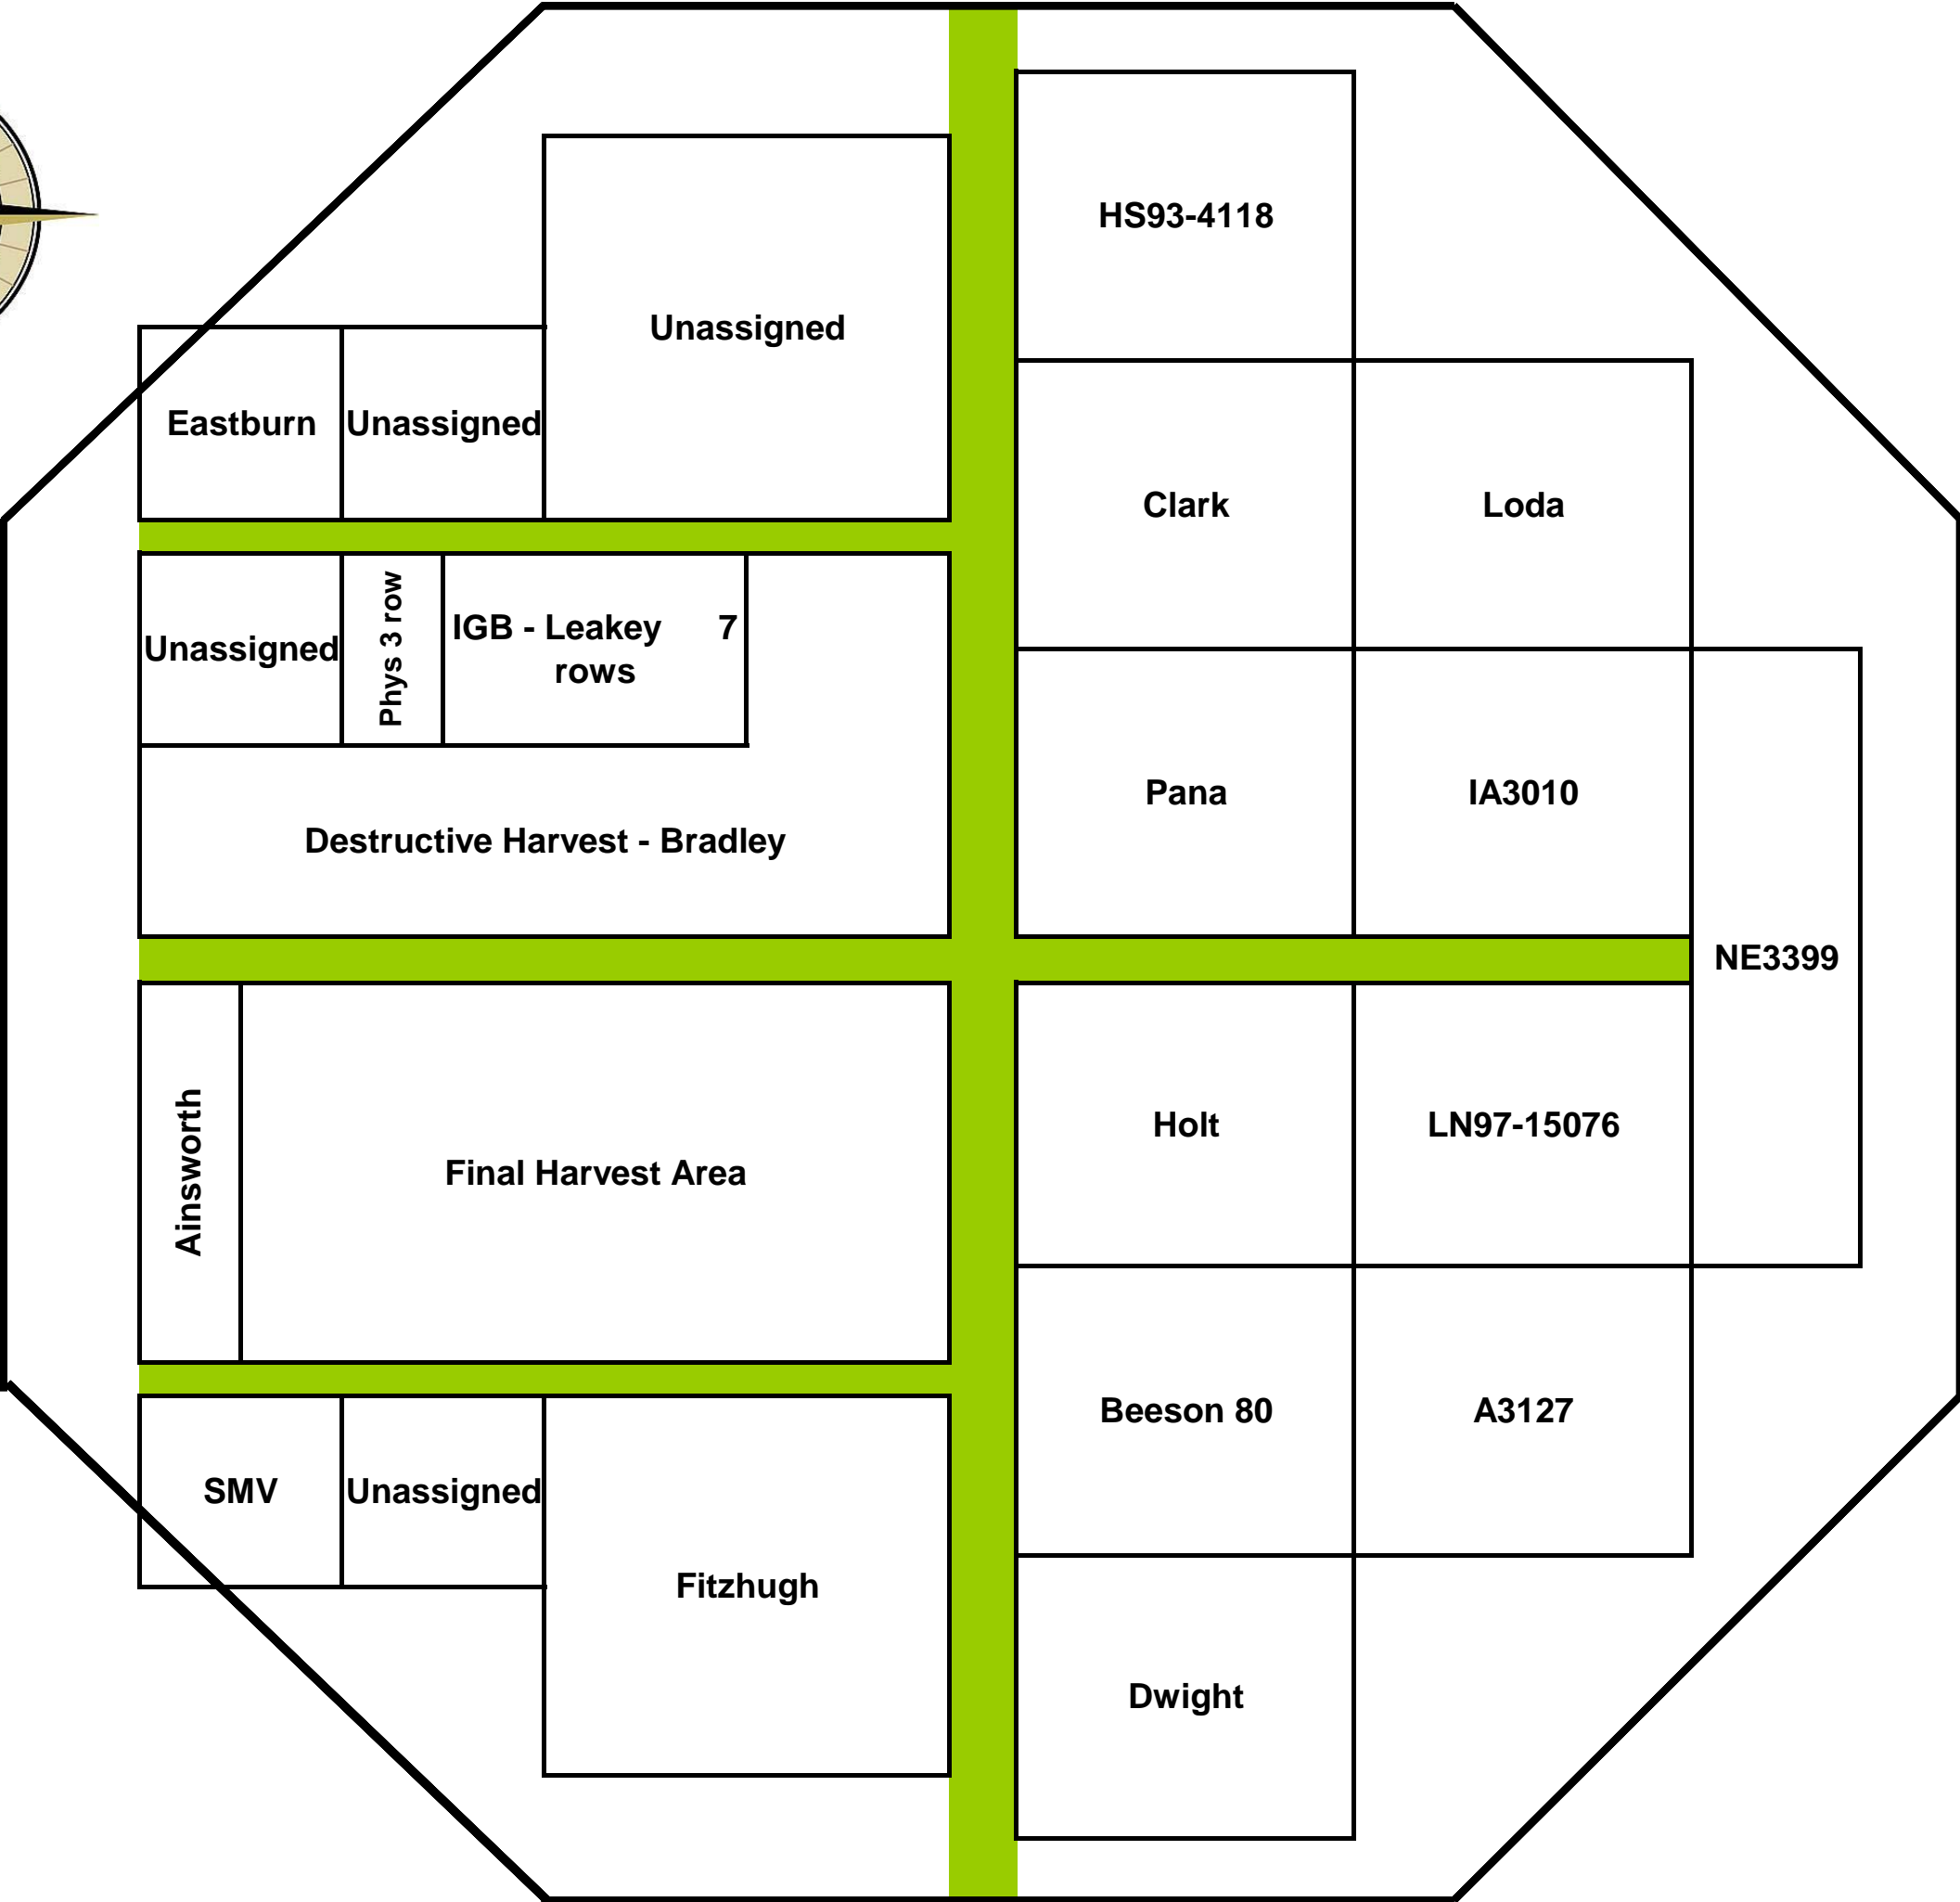 HS93-4118
Unassigned
Eastburn
Unassigned
Clark
Loda
Unassigned
Phys 3 row
IGB - Leakey 7
rows
Destructive Harvest - Bradley
Pana
IA3010
NE3399
Ainsworth
Final Harvest Area
Holt
LN97-15076
Beeson 80
A3127
SMV
Unassigned
Fitzhugh
Dwight